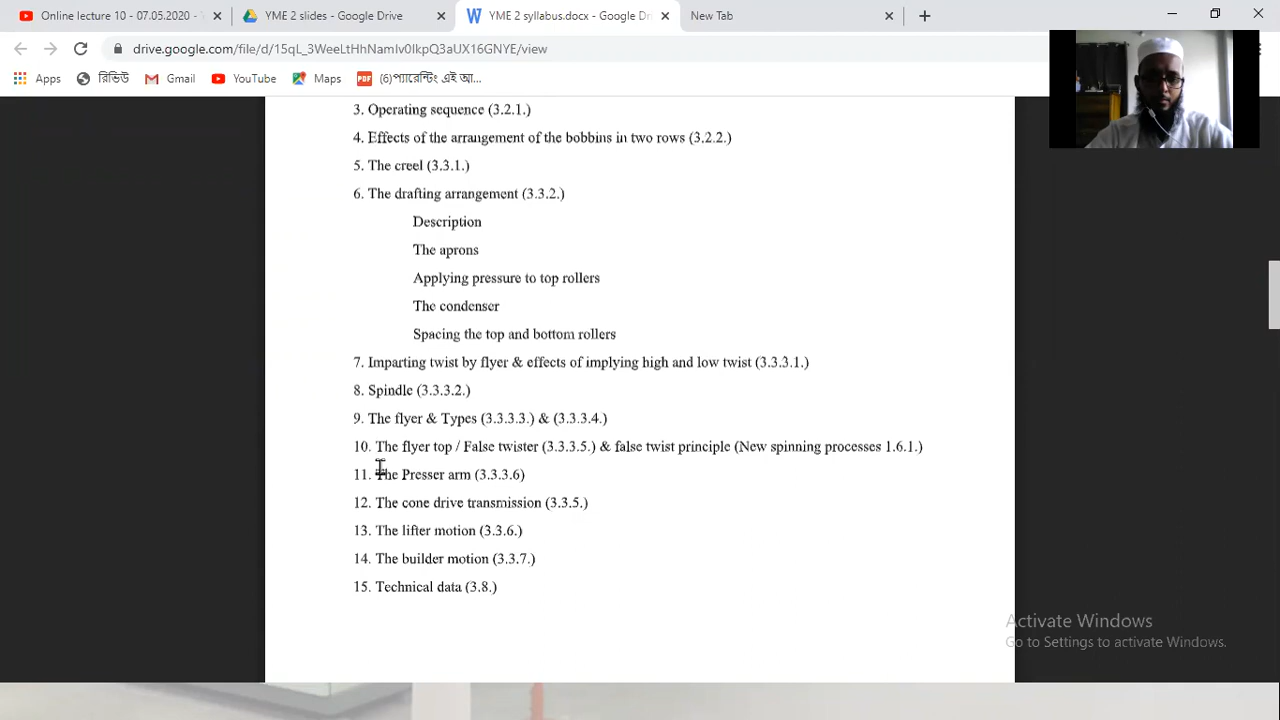 Online lecture 10 - 07.05.2020 -
YME 2 slides - Google Drive
YME 2 syllabus.docx - Google Dri
New Tab
drive.google.com/file/d/15qL_3WeeLtHhNamIv0IkpQ3aUX16GNYE/view
Apps
রিভিউ
Gmail
YouTube
Maps
(6)প্যারেন্টিং এই আ...
3. Operating sequence (3.2.1.)
4. Effects of the arrangement of the bobbins in two rows (3.2.2.)
5. The creel (3.3.1.)
6. The drafting arrangement (3.3.2.)
Description
The aprons
Applying pressure to top rollers
The condenser
Spacing the top and bottom rollers
7. Imparting twist by flyer & effects of implying high and low twist (3.3.3.1.)
8. Spindle (3.3.3.2.)
9. The flyer & Types (3.3.3.3.) & (3.3.3.4.)
10. The flyer top / False twister (3.3.3.5.) & false twist principle (New spinning processes 1.6.1.)
11. The Presser arm (3.3.3.6)
12. The cone drive transmission (3.3.5.)
13. The lifter motion (3.3.6.)
14. The builder motion (3.3.7.)
15. Technical data (3.8.)
Activate Windows
Go to Settings to activate Windows.